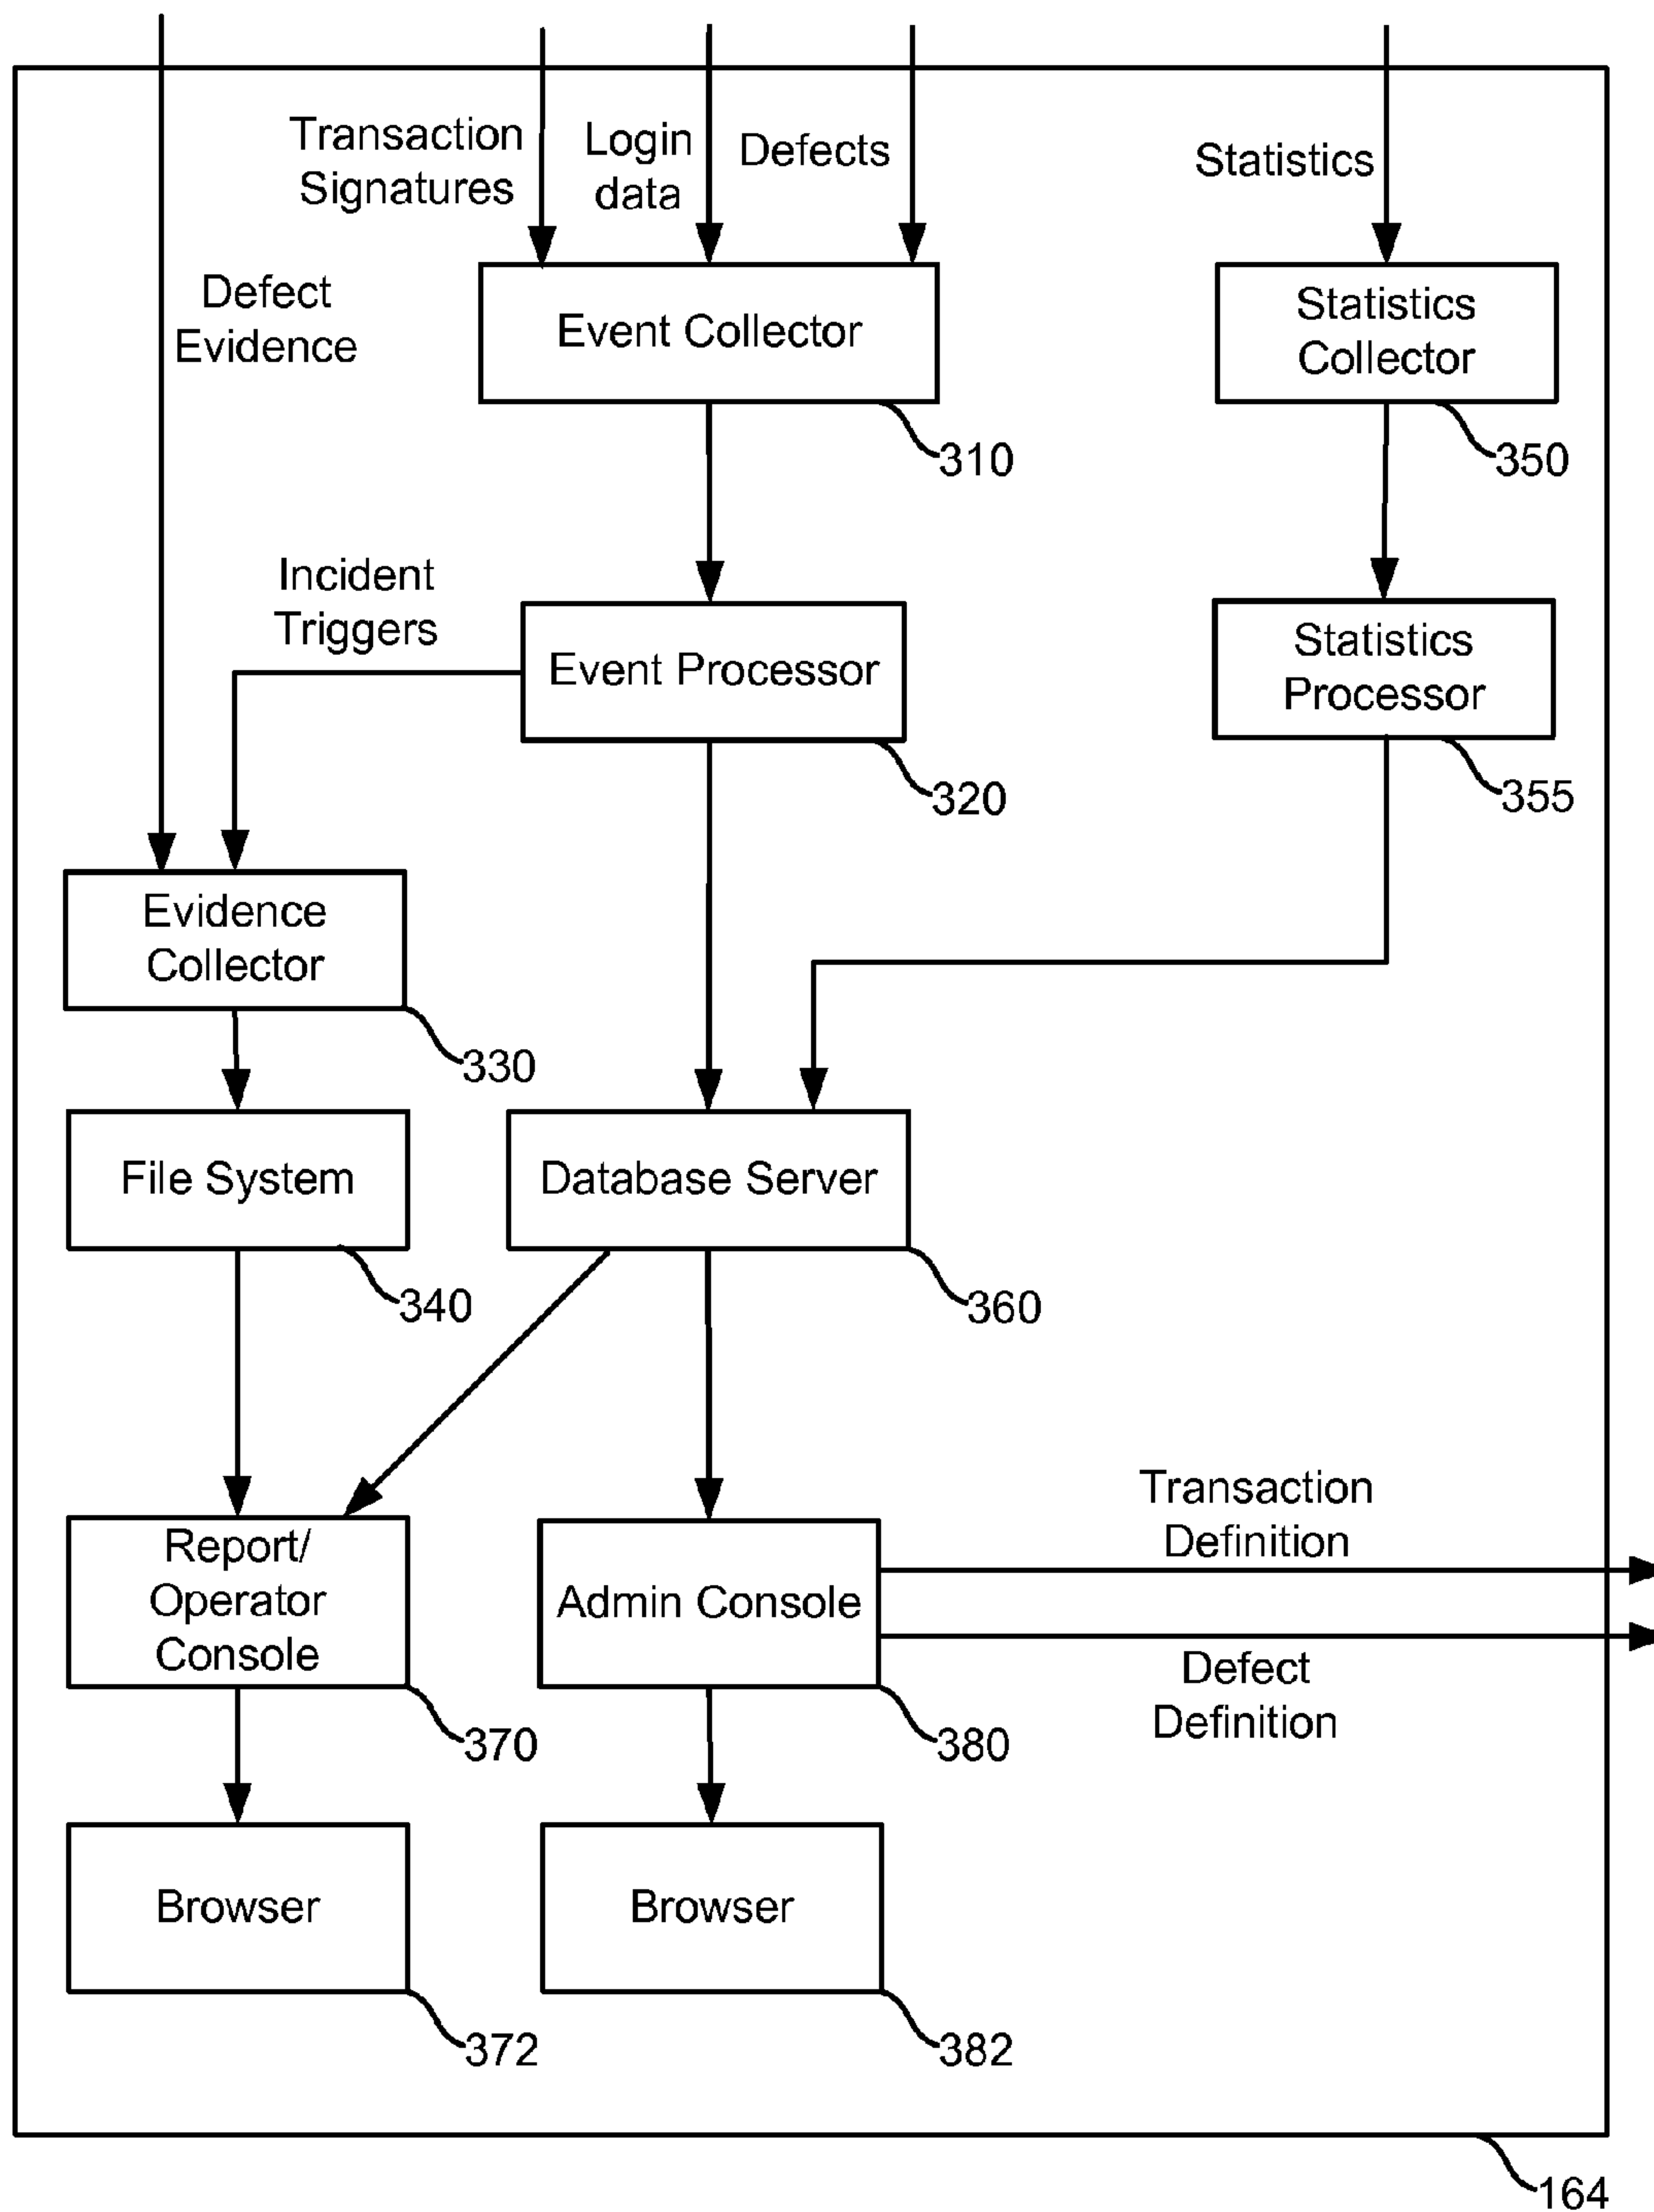 Transaction
Signatures
Login
data
Defects
Statistics
Defect
Evidence
Event Collector
310
Statistics
Collector
350
Incident
Triggers
Event Processor
320
Statistics
Processor
355
Evidence
Collector
330
File System
340
Database Server
360
Report/
Operator
Console
370
Admin Console
380
Transaction
Definition
Defect
Definition
Browser
372
Browser
382
164